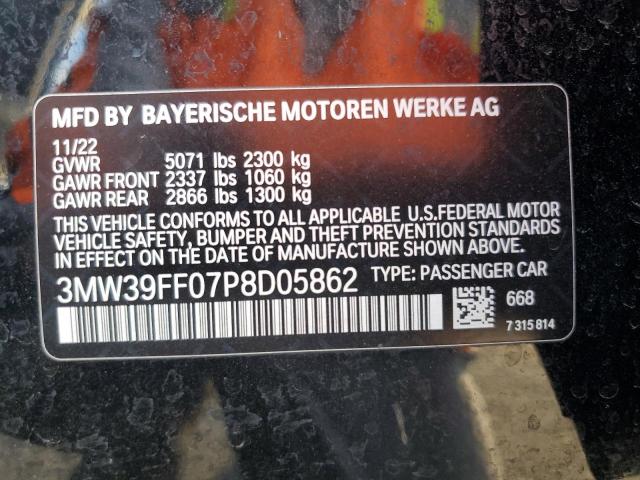 MFD BY BAYERISCHE MOTOREN WERKE AG
11/22
GVWR 5071 lbs 2300 kg
GAWR FRONT 2337 lbs 1060 kg
GAWR REAR 2866 lbs 1300 kg
THIS VEHICLE CONFORMS TO ALL APPLICABLE U.S.FEDERAL MOTOR
VEHICLE SAFETY, BUMPER AND THEFT PREVENTION STANDARDS
IN EFFECT ON THE DATE OF MANUFACTURE SHOWN ABOVE.
3MW39FF07P8D05862 TYPE: PASSENGER CAR
668
7 315 814